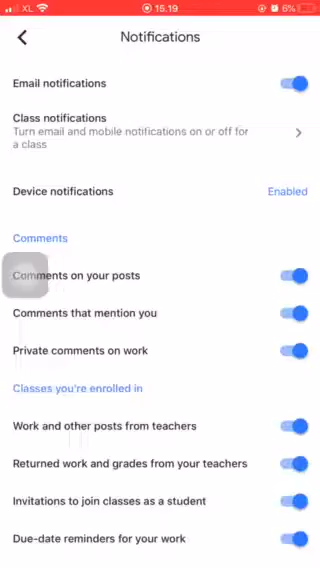 XL 15.19 6%
Notifications
Email notifications
Class notifications
Turn email and mobile notifications on or off for
a class
Device notifications Enabled
Comments
Comments on your posts
Comments that mention you
Private comments on work
Classes you're enrolled in
Work and other posts from teachers
Returned work and grades from your teachers
Invitations to join classes as a student
Due-date reminders for your work